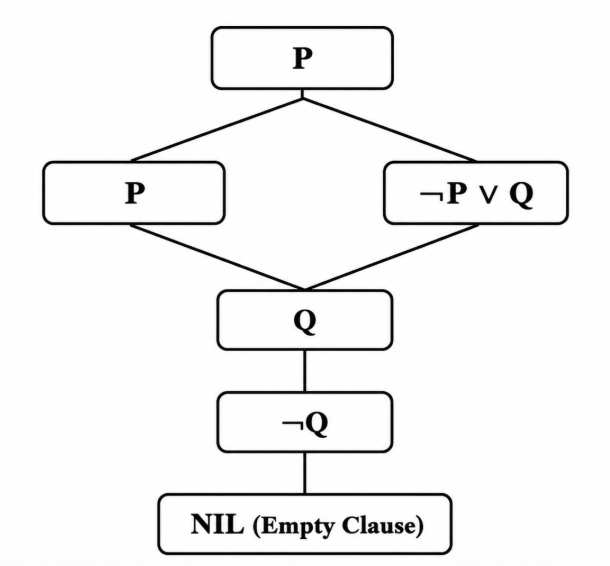 P
P
¬P ∨ Q
Q
¬Q
NIL (Empty Clause)